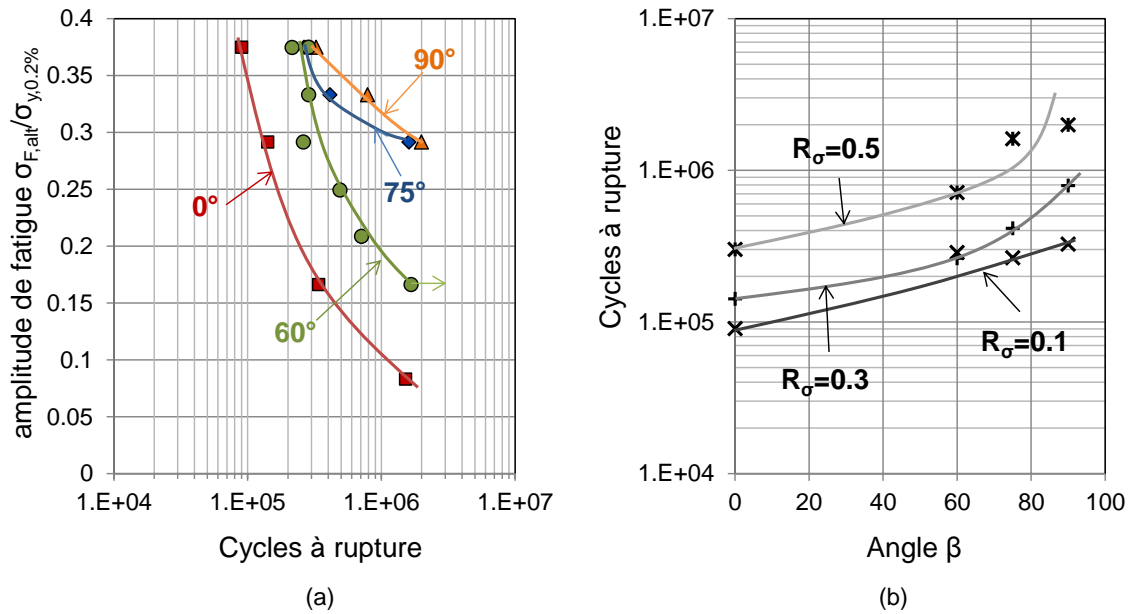 amplitude de fatigue σF,alt/σy,0.2%
0.4
0.35
0.3
0.25
0.2
0.15
0.1
0.05
0
90°
75°
0°
60°
1.E+04
1.E+05
1.E+06
1.E+07
Cycles à rupture
(a)
Cycles à rupture
1.E+07
1.E+06
1.E+05
1.E+04
Rσ=0.5
Rσ=0.1
Rσ=0.3
0
20
40
60
80
100
Angle β
(b)